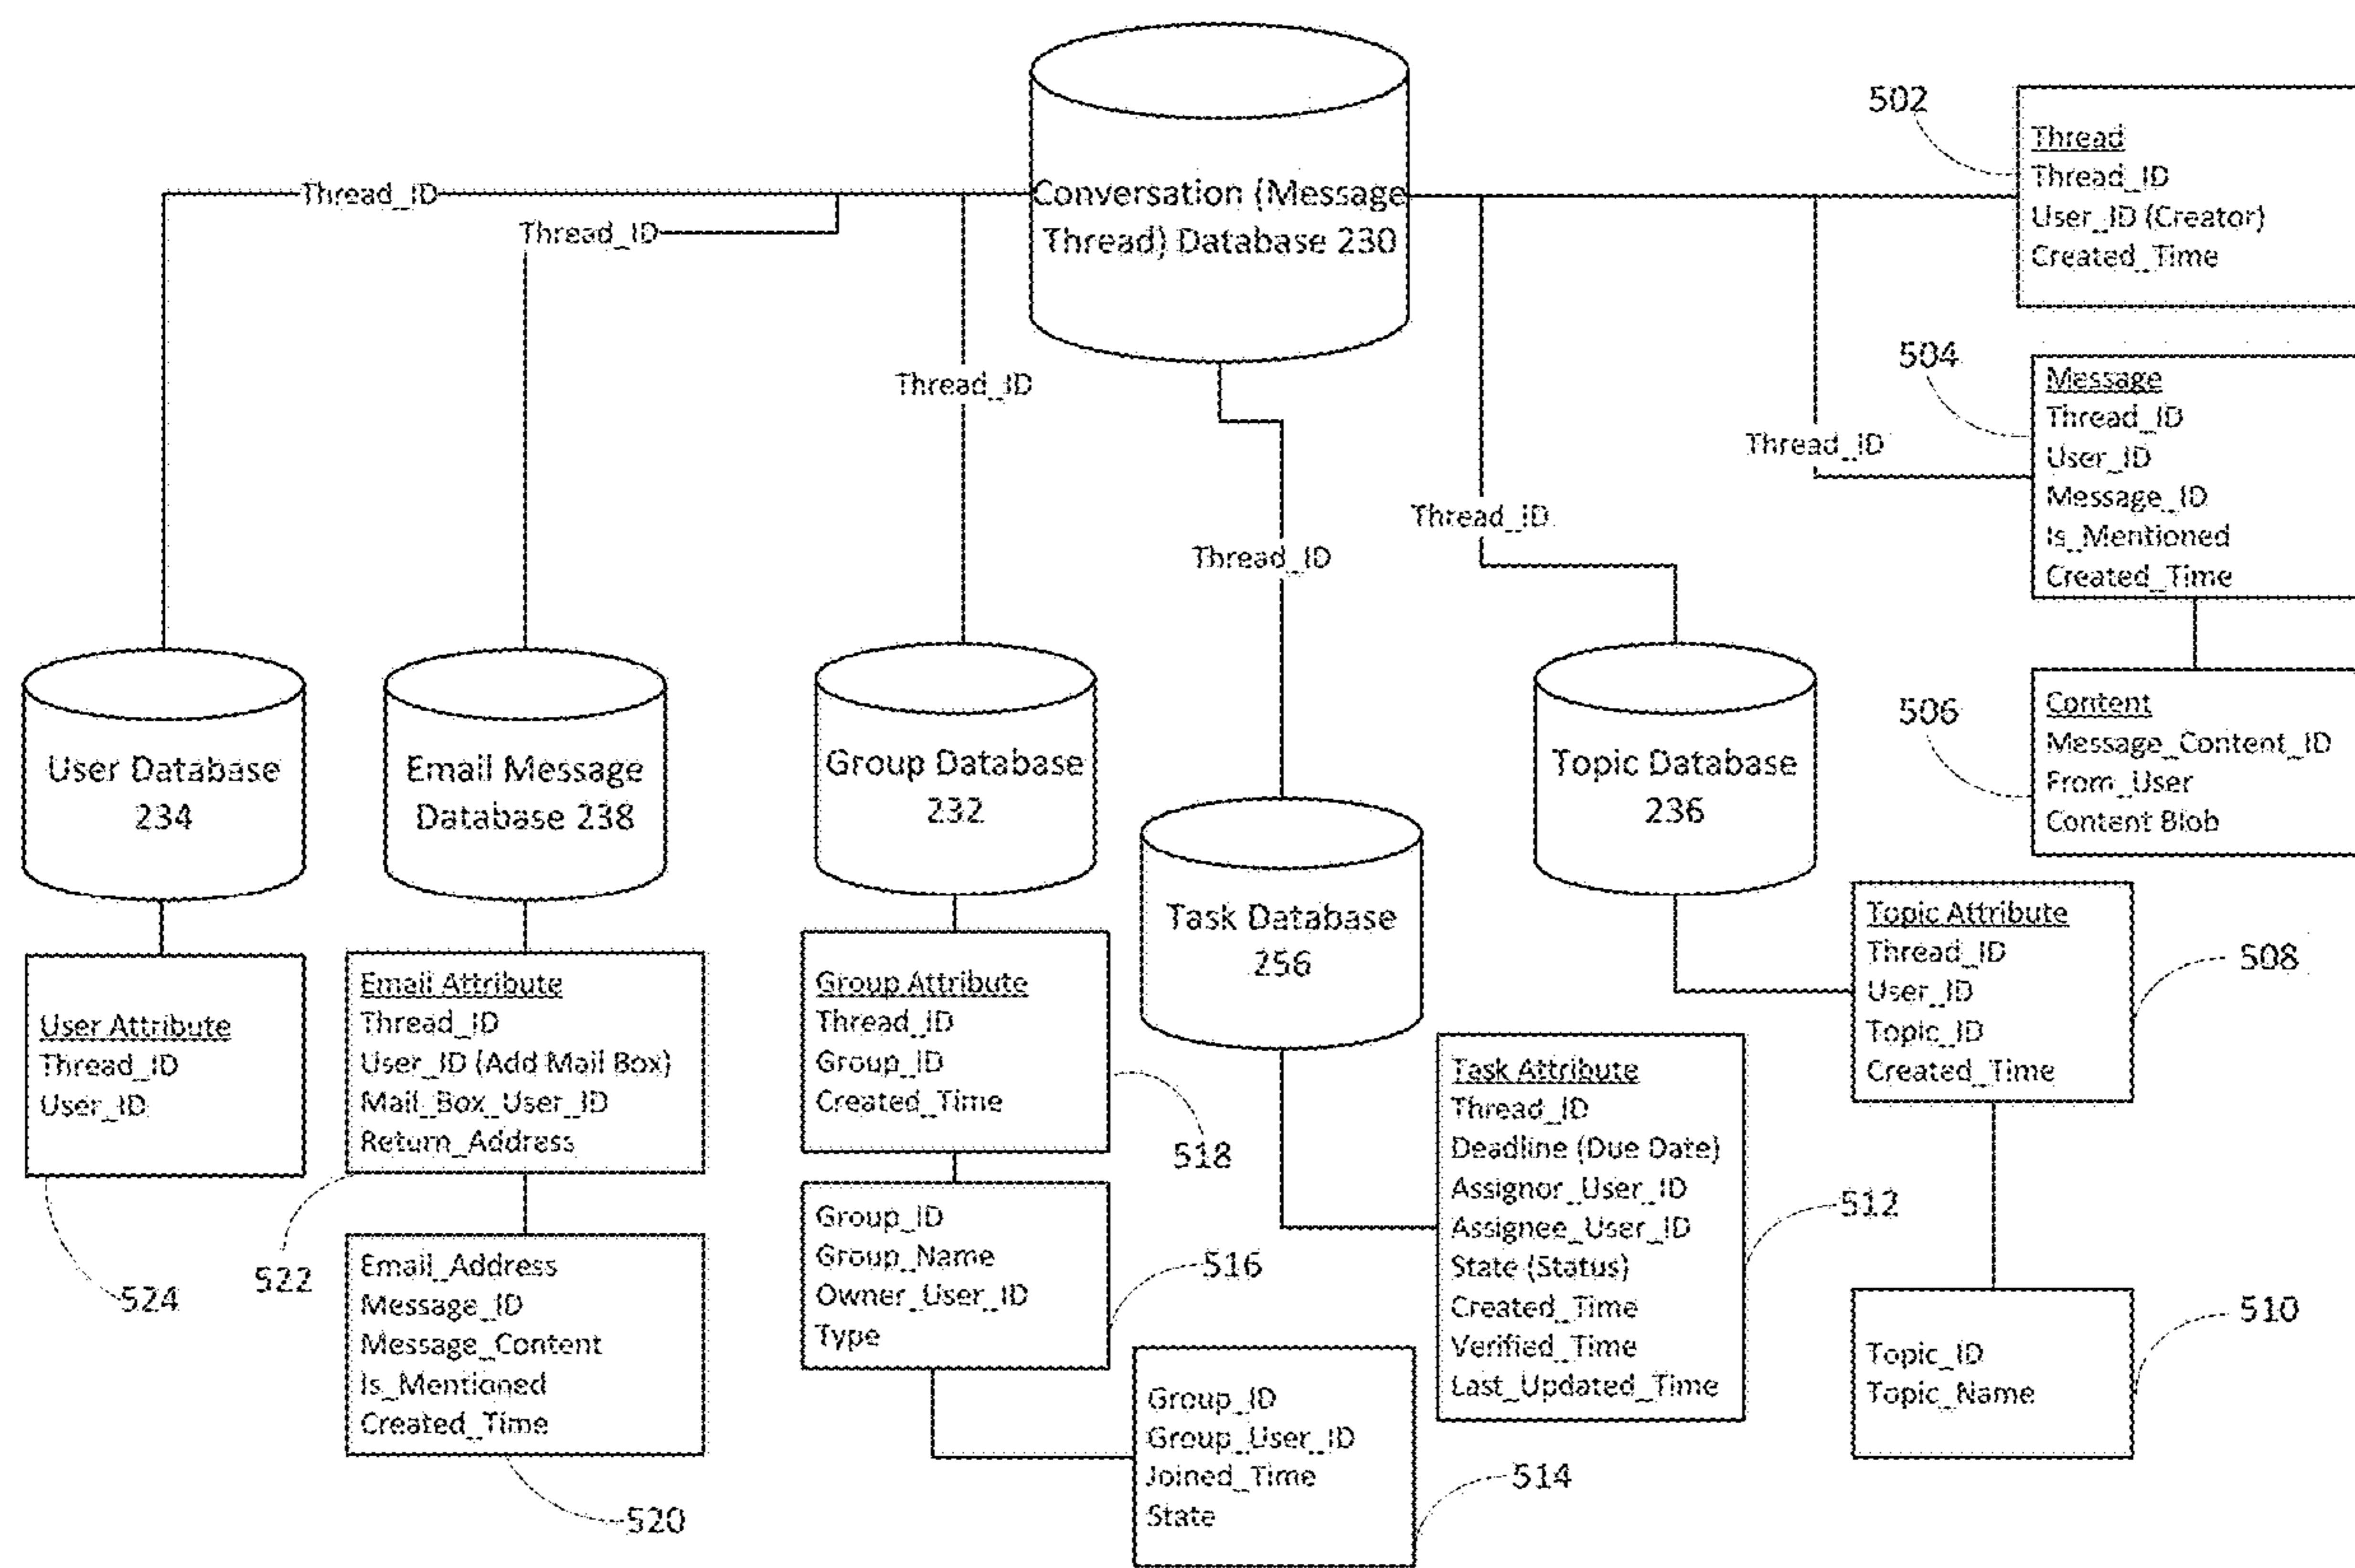 Conversation (Message
Thread) Database 230
Thread_ID
Thread_ID
Thread_ID
Thread_ID
Thread_ID
Thread_ID
502
Thread
Thread_ID
User_ID (Creator)
Created_Time
504
Message
Thread_ID
User_ID
Message_ID
Is_Mentioned
Created_Time
506
Content
Message_Content_ID
From_User
Content Blob
User Database
234
Email Message
Database 238
Group Database
232
Task Database
256
Topic Database
236
User Attribute
Thread_ID
User_ID
524
Email Attribute
Thread_ID
User_ID (Add Mail Box)
Mail_Box_User_ID
Return_Address
522
Email_Address
Message_ID
Message_Content
Is_Mentioned
Created_Time
520
Group Attribute
Thread_ID
Group_ID
Created_Time
518
Group_ID
Group_Name
Owner_User_ID
Type
516
Group_ID
Group_User_ID
Joined_Time
State
514
Task Attribute
Thread_ID
Deadline (Due Date)
Assignor_User_ID
Assignee_User_ID
State (Status)
Created_Time
Verified_Time
Last_Updated_Time
512
Topic Attribute
Thread_ID
User_ID
Topic_ID
Created_Time
508
Topic_ID
Topic_Name
510